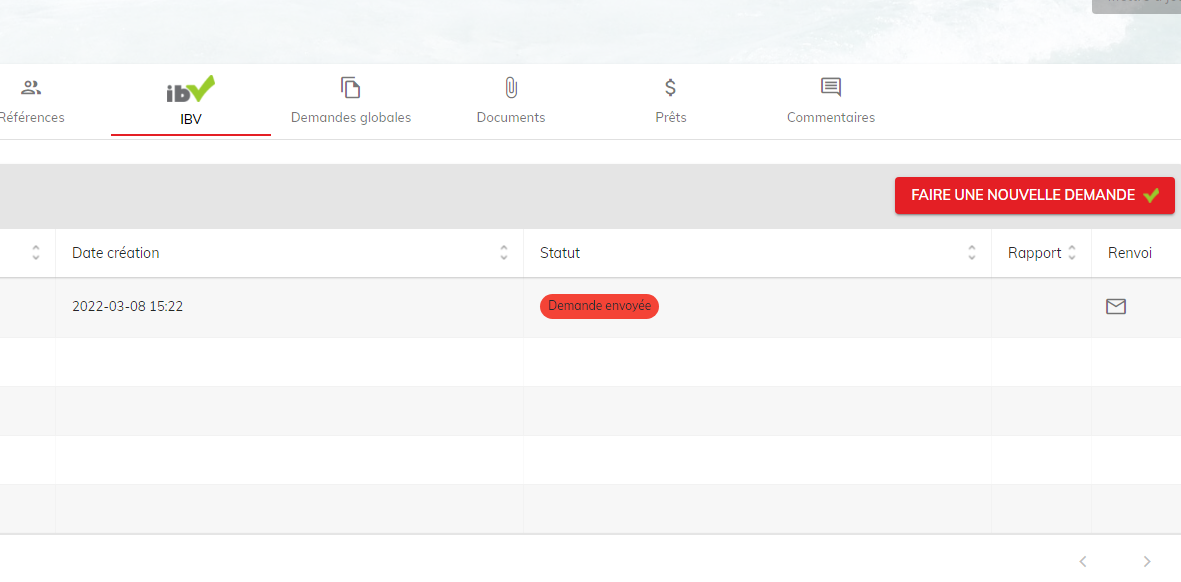 Références
ibV
IBV
Demandes globales
Documents
Prêts
Commentaires
FAIRE UNE NOUVELLE DEMANDE
Date création
Statut
Rapport
Renvoi
2022-03-08 15:22
Demande envoyée